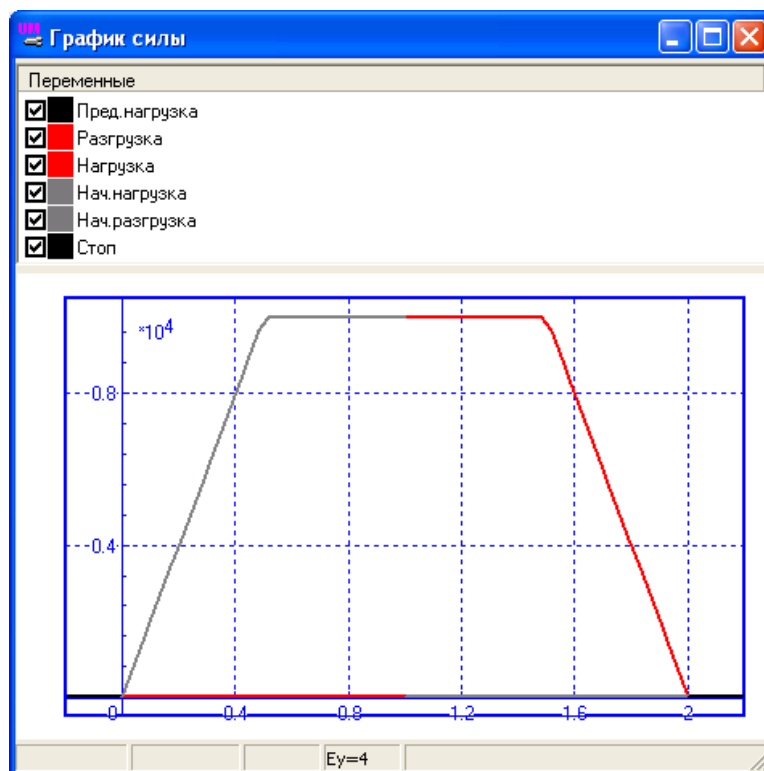 UM График силы
Переменные
Пред.нагрузка
Разгрузка
Нагрузка
Нач.нагрузка
Нач.разгрузка
Стоп
*10⁴
0.8
0.4
0 0.4 0.8 1.2 1.6 2
Ey=4